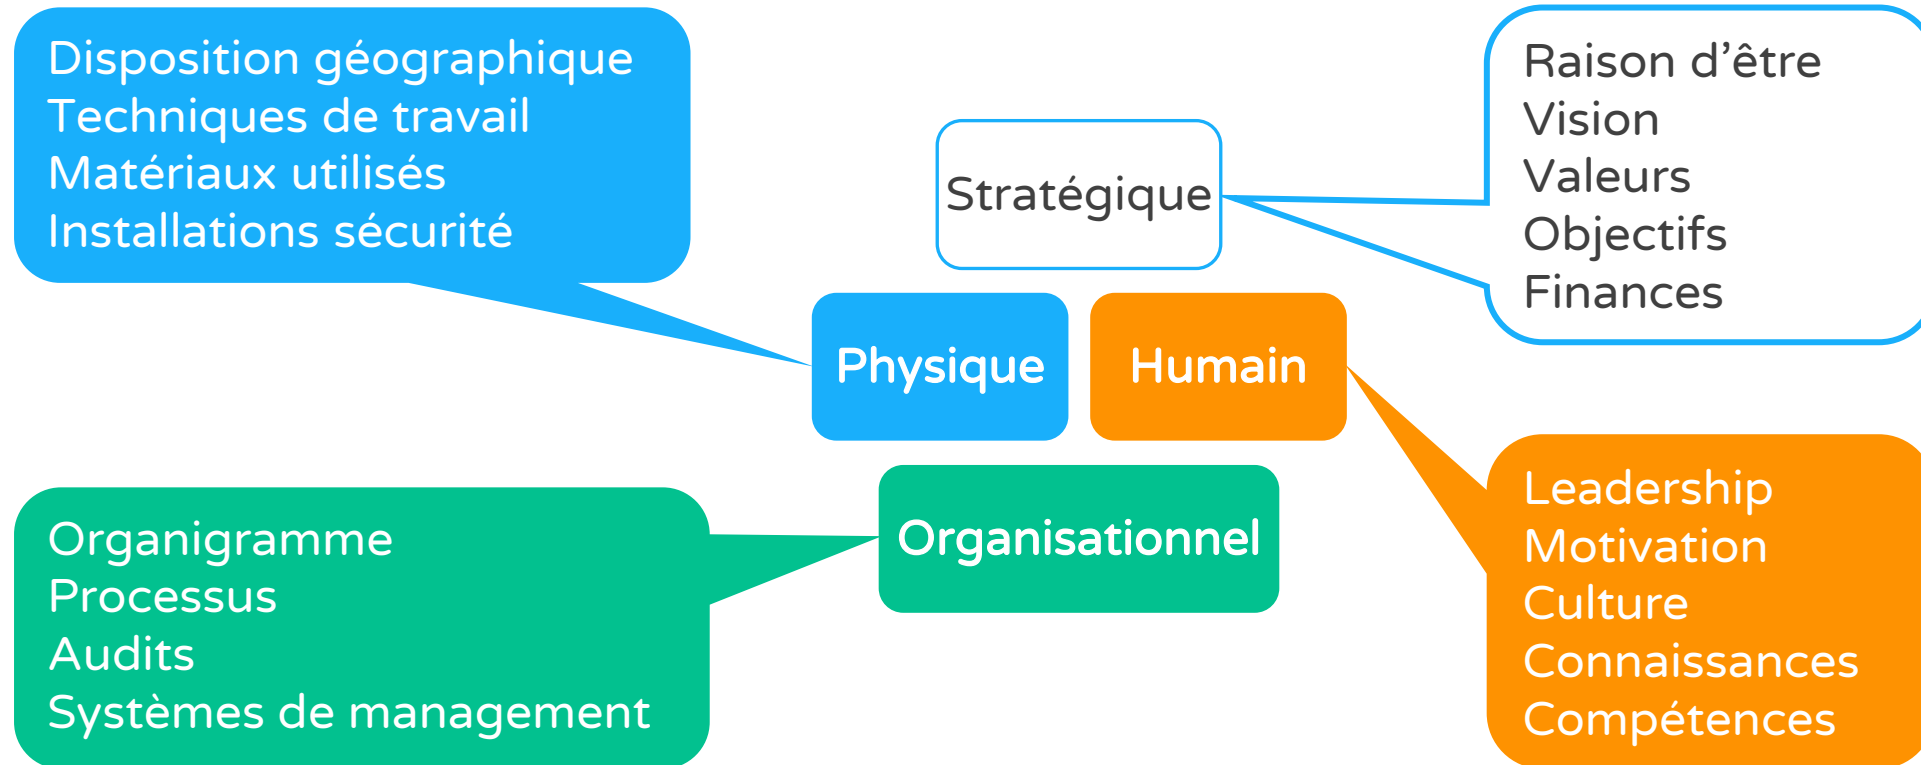 Disposition géographique
Techniques de travail
Matériaux utilisés
Installations sécurité
Stratégique
Raison d’être
Vision
Valeurs
Objectifs
Finances
Physique
Humain
Organisationnel
Organigramme
Processus
Audits
Systèmes de management
Leadership
Motivation
Culture
Connaissances
Compétences